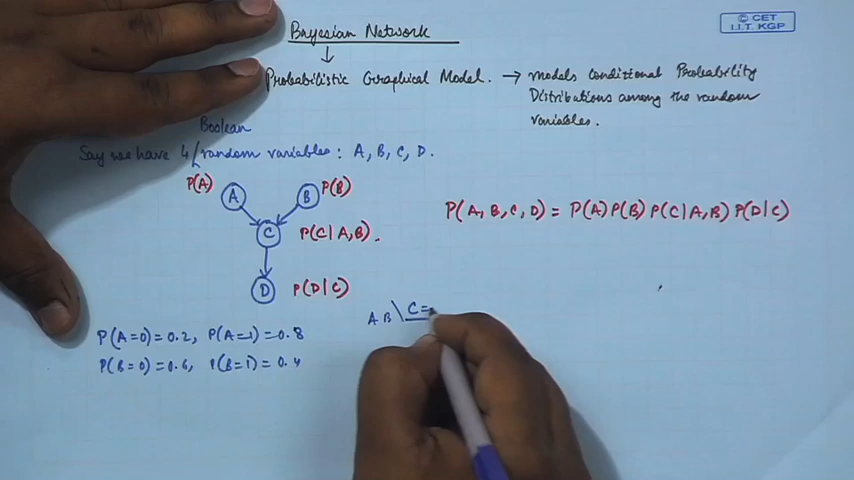 © CET
I.I.T. KGP
Bayesian Network
Probabilistic Graphical Model. → models Conditional Probability
Distributions among the random
variables.
Boolean
Say we have 4 / random variables : A, B, C, D.
P(A) A B P(B)
P(A, B, C, D) = P(A) P(B) P(C|A,B) P(D|C)
C P(C|A,B).
D P(D|C)
A B \ C=
P(A=0) = 0.2, P(A=1) = 0.8
P(B=0) = 0.6, P(B=1) = 0.4